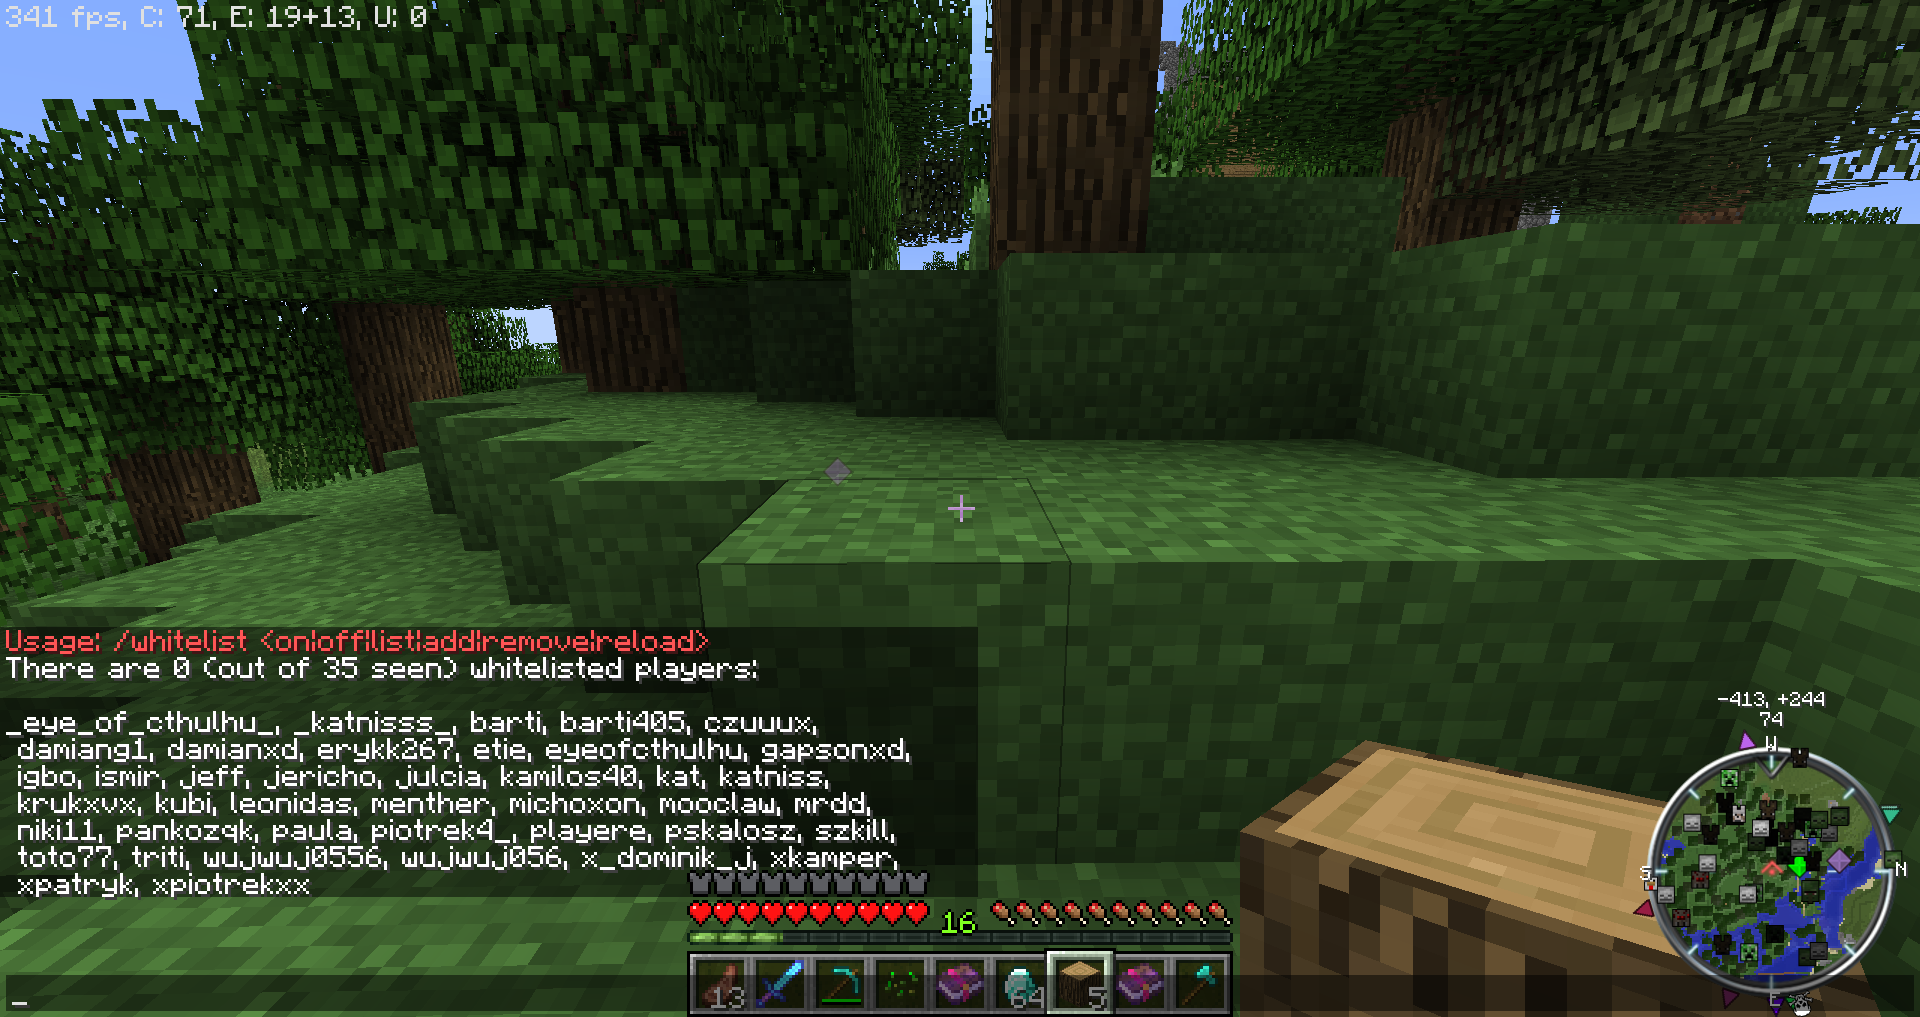 341 fps, C: 71, E: 19+13, U: 0
Usage: /whitelist <on|off|list|add|remove|reload>
There are 0 (out of 35 seen) whitelisted players:
_eye_of_cthulhu_, _katnisss_, barti, barti405, czuuux,
damiang1, damianxd, erykk267, etie, eyeofcthulhu, gapsonxd,
igbo, ismir, jeff, jericho, julcia, kamilos40, kat, katniss,
krukxvx, kubi, leonidas, menther, michoxon, mooclaw, mrdd,
niki11, pankozqk, paula, piotrek4_, playere, pskalosz, szkill,
toto77, triti, wujwuj0556, wujwuj056, x_dominik_j, xkamper,
xpatryk, xpiotrekxx
-413, +244
74
W
S
N
E
16
13
64
5
_